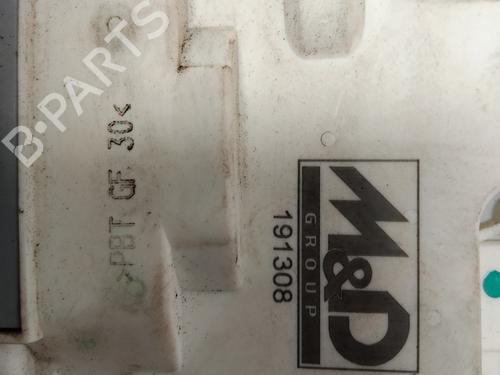 B-PARTS
>PBT GF 30<
M&D
GROUP
191308